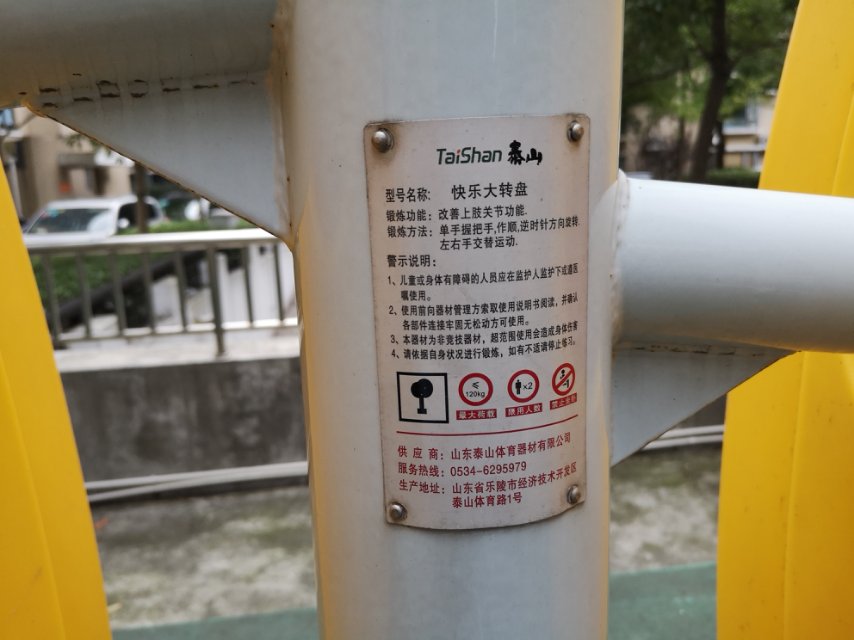 TaiShan 泰山
型号名称: 快乐大转盘
锻炼功能: 改善上肢关节功能.
锻炼方法: 单手握把手,作顺,逆时针方向旋转.
左右手交替运动.
警示说明:
1、儿童或身体有障碍的人员应在监护人监护下或遵医
嘱使用。
2、使用前向器材管理方索取使用说明书阅读，并确认
各部件连接牢固无松动方可使用。
3、本器材为非竞技器材，超范围使用会造成身体伤害
4、请依据自身状况进行锻炼，如有不适请停止练习。
≤
120kg
×2
最大荷载
限用人数
供 应 商: 山东泰山体育器材有限公司
服务热线: 0534-6295979
生产地址: 山东省乐陵市经济技术开发区
泰山体育路1号